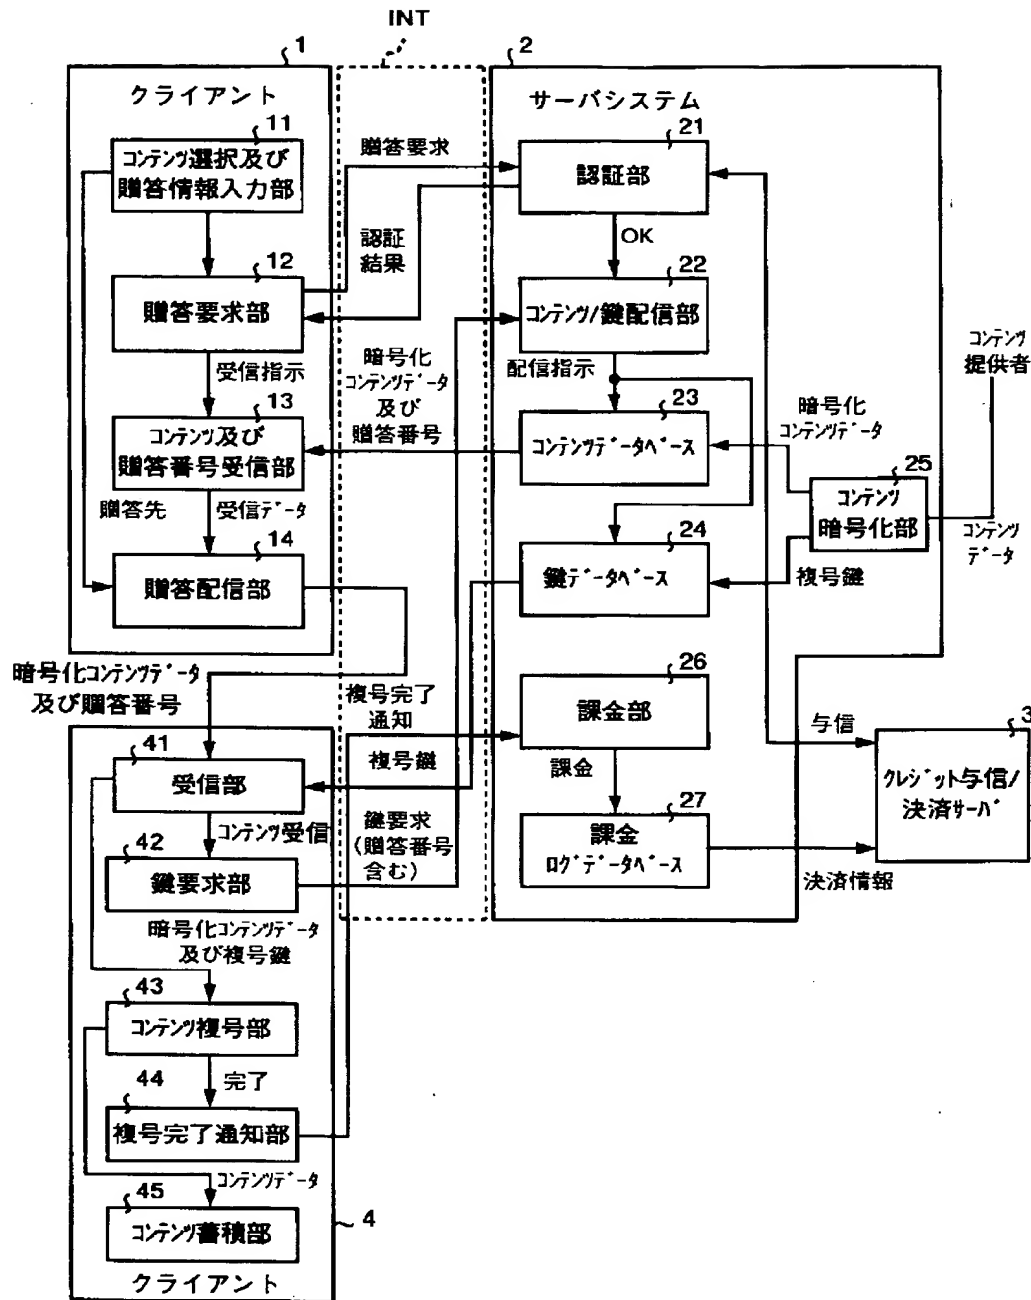 INT
1
クライアント
11
コンテンツ選択及び
贈答情報入力部
12
贈答要求部
受信指示
13
コンテンツ及び
贈答番号受信部
贈答先
受信データ
14
贈答配信部
贈答要求
認証
結果
暗号化
コンテンツデータ
及び
贈答番号
2
サーバシステム
21
認証部
OK
22
コンテンツ/鍵配信部
配信指示
23
コンテンツデータベース
24
鍵データベース
暗号化
コンテンツデータ
25
コンテンツ
暗号化部
複号鍵
コンテンツ
提供者
コンテンツ
データ
26
課金部
課金
27
課金
ログデータベース
与信
3
クレジット与信/
決済サーバ
決済情報
暗号化コンテンツデータ
及び贈答番号
複号完了
通知
複号鍵
鍵要求
(贈答番号
含む)
41
受信部
コンテンツ受信
42
鍵要求部
暗号化コンテンツデータ
及び複号鍵
43
コンテンツ複号部
完了
44
複号完了通知部
コンテンツデータ
45
コンテンツ蓄積部
4
クライアント